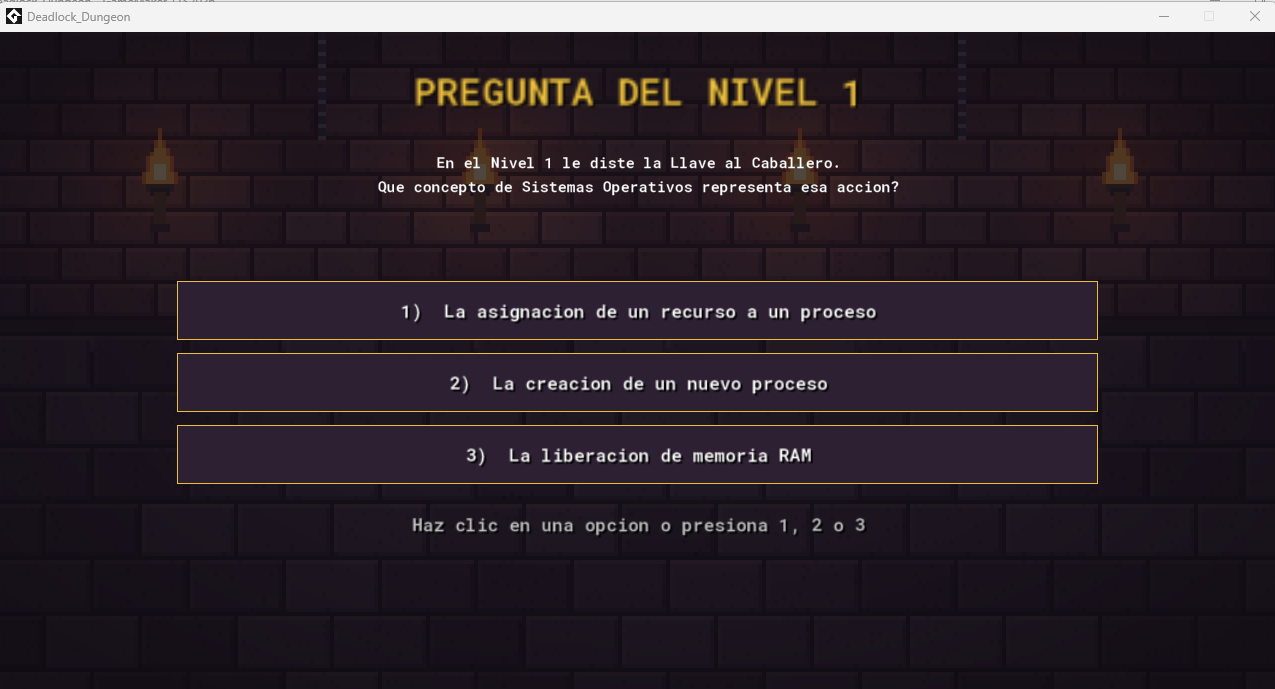 Deadlock_Dungeon
PREGUNTA DEL NIVEL 1
En el Nivel 1 le diste la Llave al Caballero.
Que concepto de Sistemas Operativos representa esa accion?
1) La asignacion de un recurso a un proceso
2) La creacion de un nuevo proceso
3) La liberacion de memoria RAM
Haz clic en una opcion o presiona 1, 2 o 3